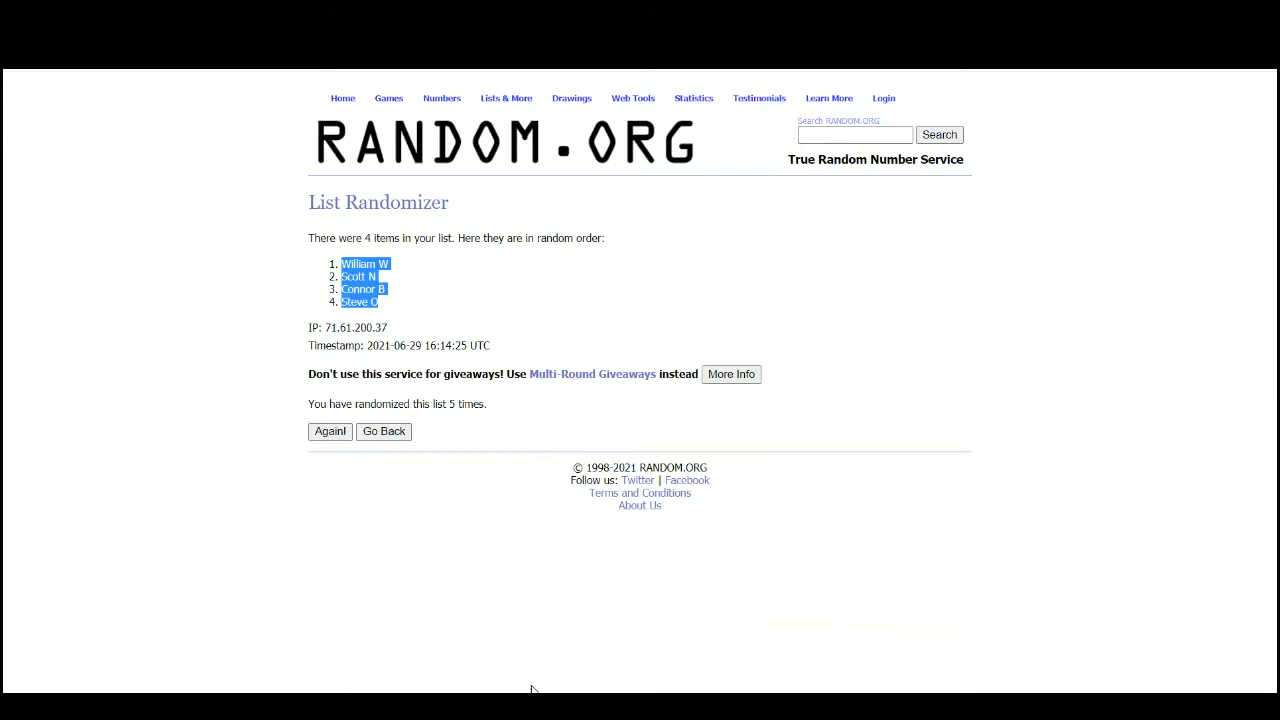 Home Games Numbers Lists & More Drawings Web Tools Statistics Testimonials Learn More Login
RANDOM.ORG
Search RANDOM.ORG
Search
True Random Number Service
List Randomizer
There were 4 items in your list. Here they are in random order:
1. William W
2. Scott N
3. Connor B
4. Steve O
IP: 71.61.200.37
Timestamp: 2021-06-29 16:14:25 UTC
Don't use this service for giveaways! Use Multi-Round Giveaways instead More Info
You have randomized this list 5 times.
Again! Go Back
© 1998-2021 RANDOM.ORG
Follow us: Twitter | Facebook
Terms and Conditions
About Us